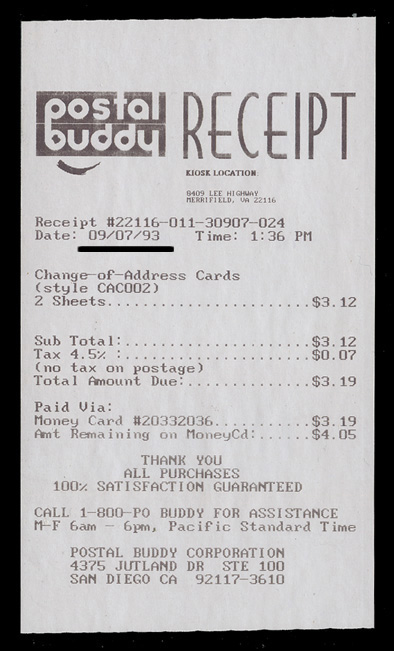 postal
buddy
RECEIPT
KIOSK LOCATION:
8409 LEE HIGHWAY
MERRIFIELD, VA 22116
Receipt #22116-011-30907-024
Date: 09/07/93 Time: 1:36 PM
Change-of-Address Cards
(style CAC002)
2 Sheets.......................$3.12
Sub Total:.....................$3.12
Tax 4.5% :.....................$0.07
(no tax on postage)
Total Amount Due:..............$3.19
Paid Via:
Money Card #20332036...........$3.19
Amt Remaining on MoneyCd:......$4.05
THANK YOU
ALL PURCHASES
100% SATISFACTION GUARANTEED
CALL 1-800-PO BUDDY FOR ASSISTANCE
M-F 6am - 6pm, Pacific Standard Time
POSTAL BUDDY CORPORATION
4375 JUTLAND DR STE 100
SAN DIEGO CA 92117-3610